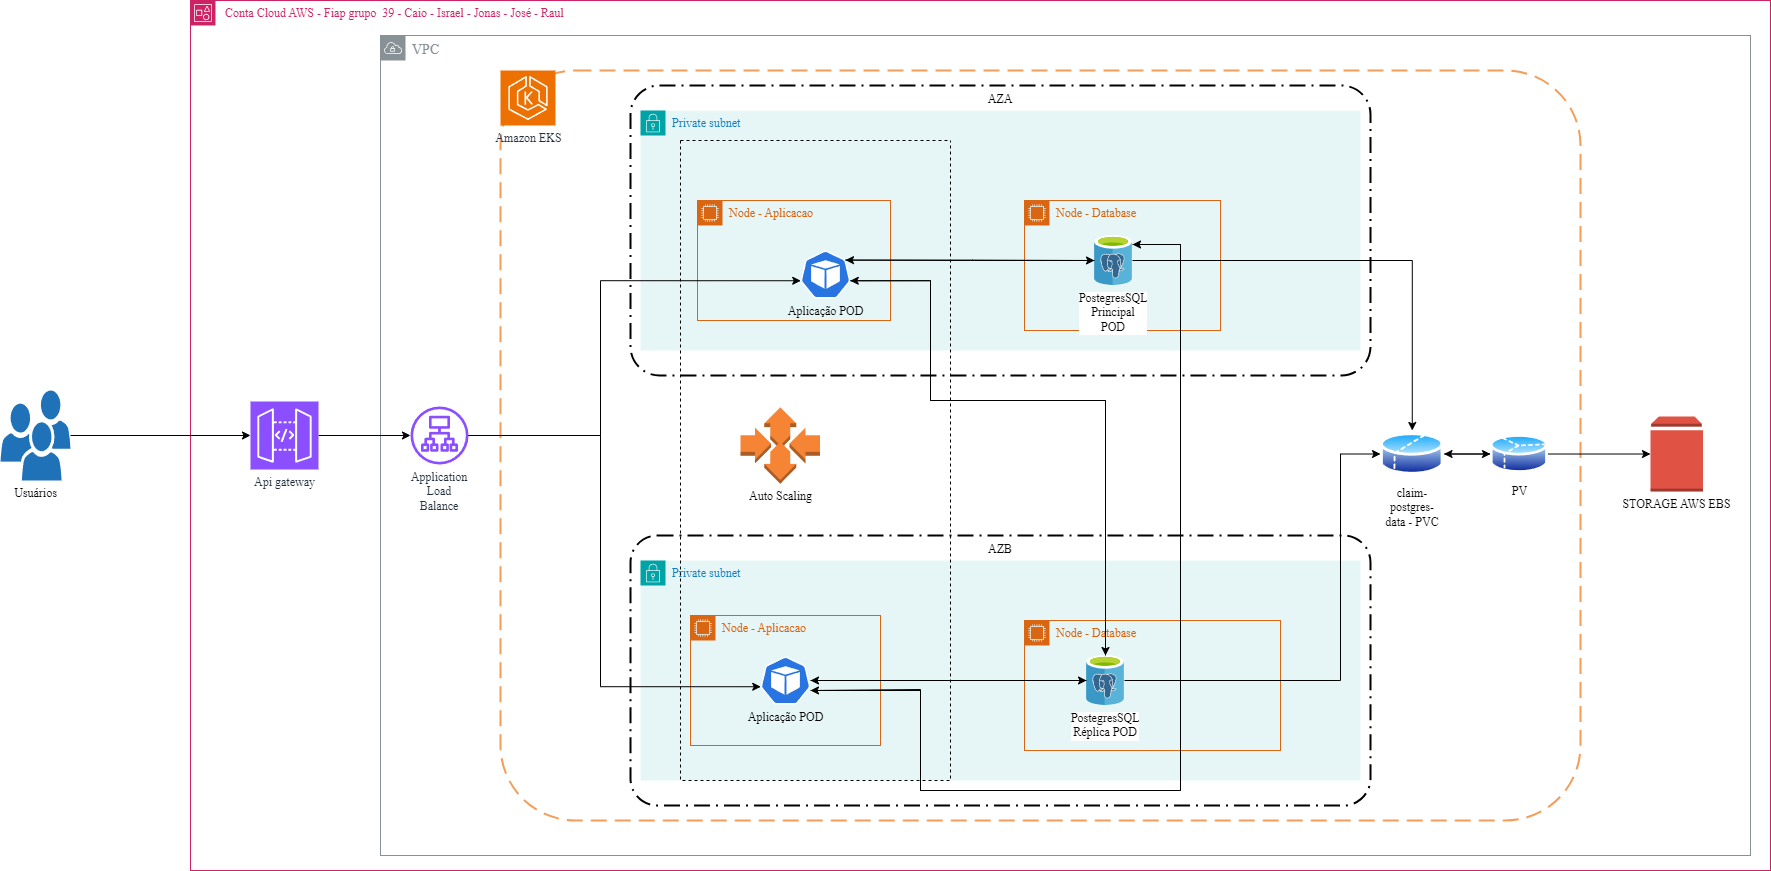 Conta Cloud AWS - Fiap grupo  39 - Caio - Israel - Jonas - José - Raul
VPC
Amazon EKS
AZA
Private subnet
Node - Aplicacao
Aplicação POD
Node - Database
PostegresSQL
Principal
POD
Usuários
</>
Api gateway
Application
Load
Balance
Auto Scaling
claim-
postgres-
data - PVC
PV
STORAGE AWS EBS
AZB
Private subnet
Node - Aplicacao
Aplicação POD
Node - Database
PostegresSQL
Réplica POD